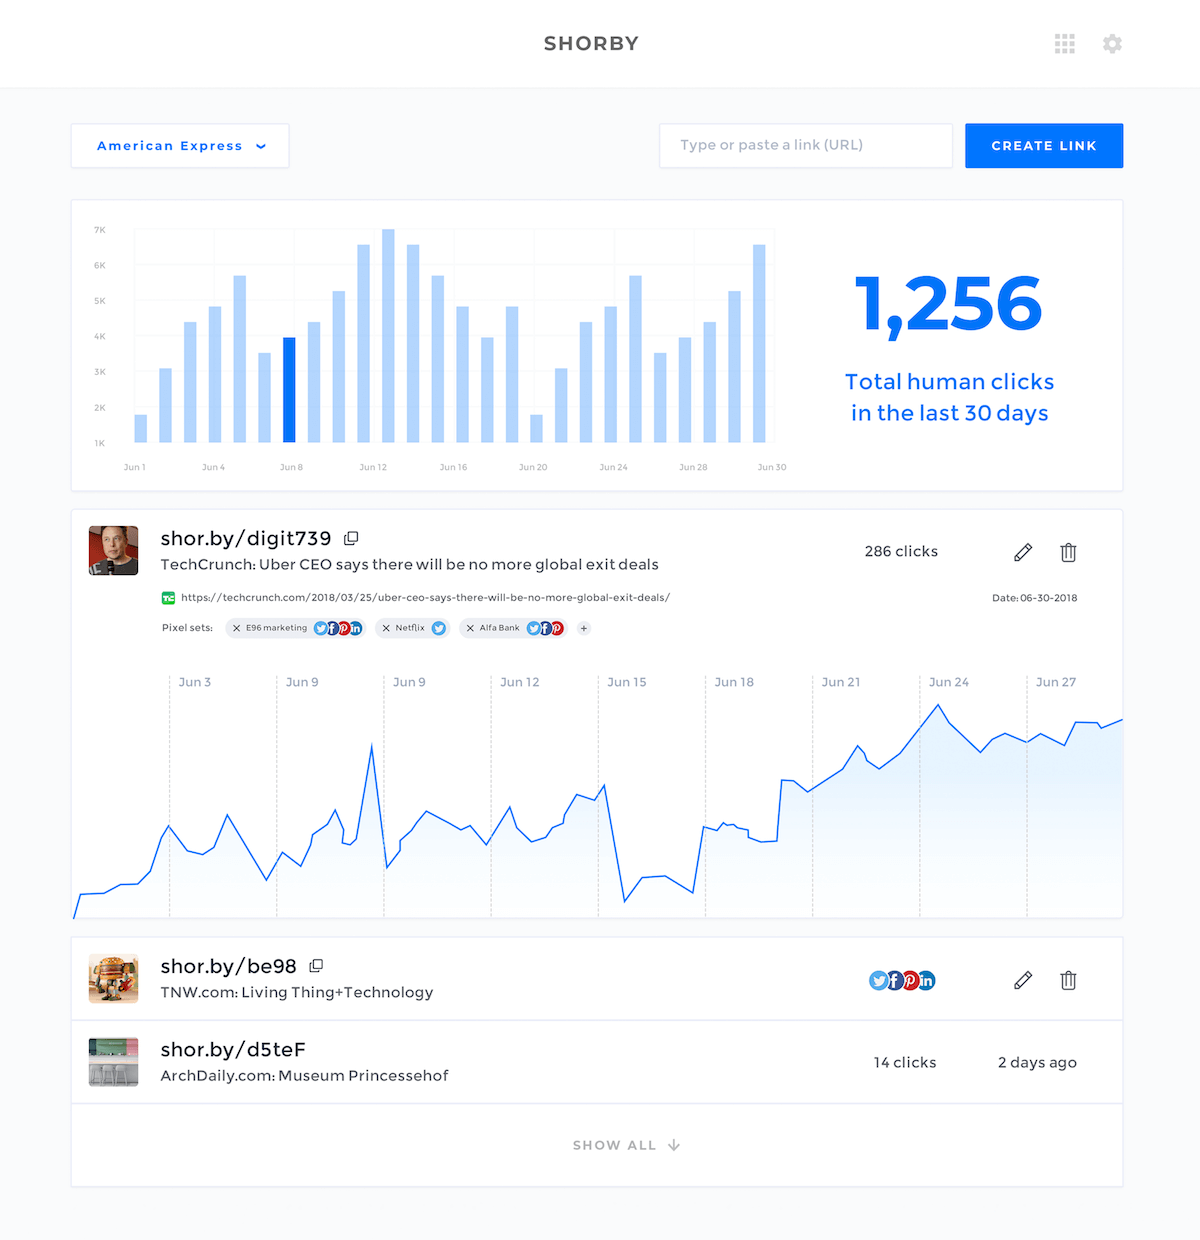 SHORBY
American Express
Type or paste a link (URL)
CREATE LINK
7K
6K
5K
4K
3K
2K
1K
Jun 1
Jun 4
Jun 8
Jun 12
Jun 16
Jun 20
Jun 24
Jun 28
Jun 30
1,256
Total human clicks
in the last 30 days
shor.by/digit739
TechCrunch: Uber CEO says there will be no more global exit deals
286 clicks
https://techcrunch.com/2018/03/25/uber-ceo-says-there-will-be-no-more-global-exit-deals/
Date: 06-30-2018
Pixel sets:
E96 marketing
Netflix
Alfa Bank
+
Jun 3
Jun 9
Jun 9
Jun 12
Jun 15
Jun 18
Jun 21
Jun 24
Jun 27
shor.by/be98
TNW.com: Living Thing+Technology
shor.by/d5teF
ArchDaily.com: Museum Princessehof
14 clicks
2 days ago
SHOW ALL